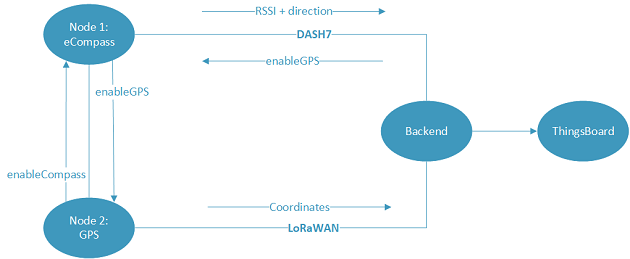 Node 1:
eCompass
RSSI + direction
DASH7
enableGPS
enableGPS
Backend
ThingsBoard
enableCompass
Node 2:
GPS
Coordinates
LoRaWAN